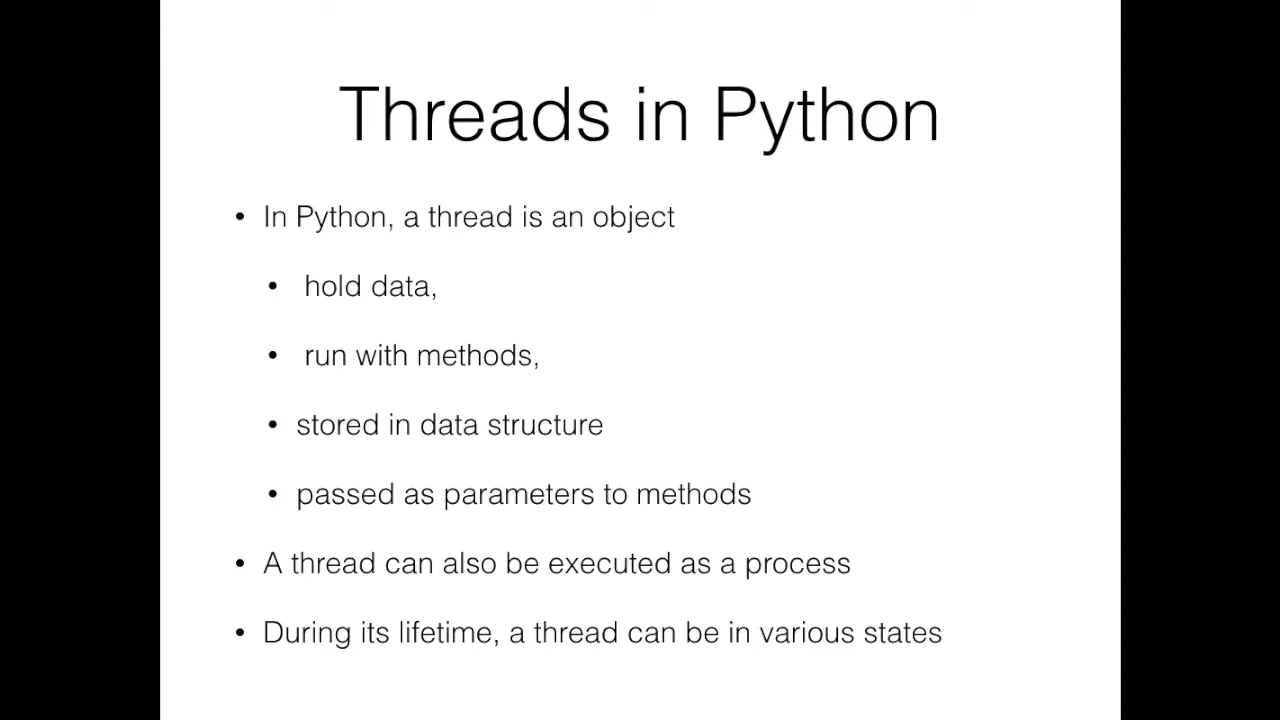 Threads in Python
• In Python, a thread is an object
• hold data,
• run with methods,
• stored in data structure
• passed as parameters to methods
• A thread can also be executed as a process
• During its lifetime, a thread can be in various states